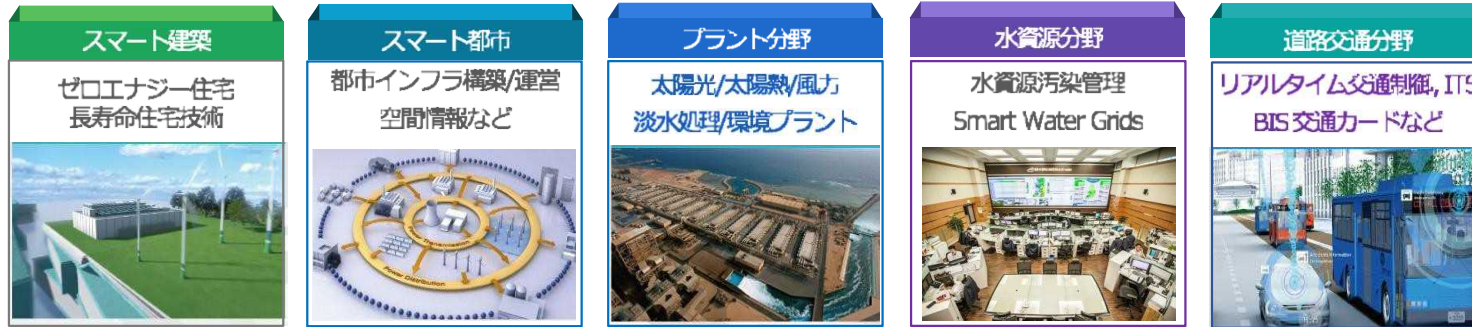 スマート建築
ゼロエナジー住宅
長寿命住宅技術
スマート都市
都市インフラ構築/運営
空間情報など
Power Transmission
Power Distribution
プラント分野
太陽光/太陽熱/風力
淡水処理/環境プラント
水資源分野
水資源汚染管理
Smart Water Grids
道路交通分野
リアルタイム交通制御, ITS
BIS 交通カードなど